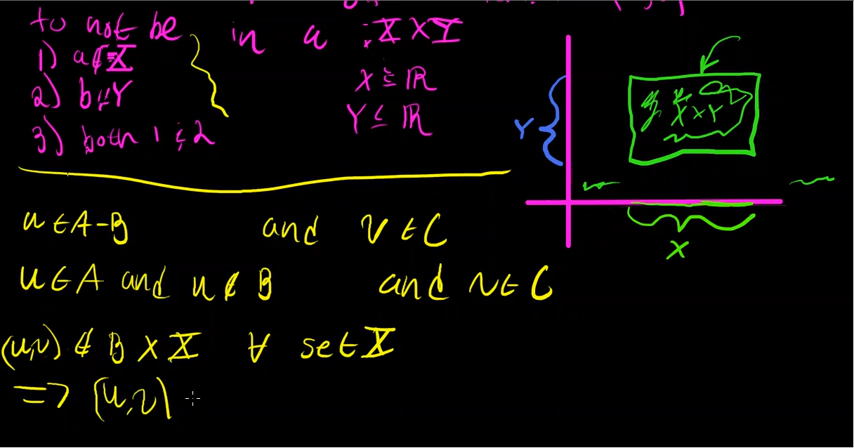 to not be in a : X × Y
1) a ∉ X
2) b ∉ Y
3) both 1 & 2
X ⊆ ℝ
Y ⊆ ℝ
Y
X × Y
X
u ∈ A - B and v ∈ C
u ∈ A and u ∉ B and v ∈ C
(u,v) ∉ B × X ∀ set X
=> (u,v)